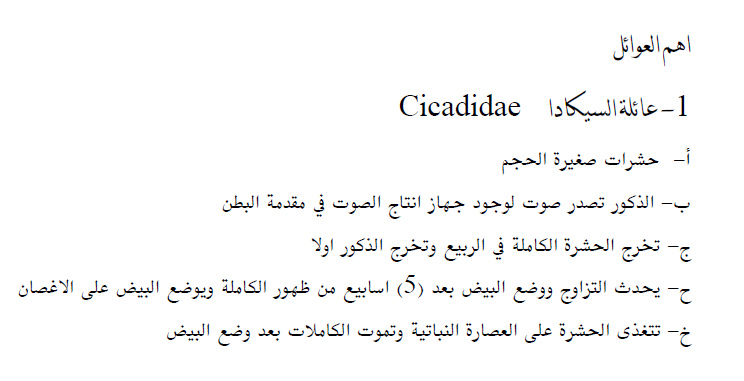 اهم العوائل
1- عائلة السيكادا Cicadidae
أ- حشرات صغيرة الحجم
ب- الذكور تصدر صوت لوجود جهاز انتاج الصوت في مقدمة البطن
ج- تخرج الحشرة الكاملة في الربيع وتخرج الذكور اولا
ح- يحدث التزاوج ووضع البيض بعد (5) اسابيع من ظهور الكاملة ويوضع البيض على الاغصان
خ- تتغذى الحشرة على العصارة النباتية وتموت الكاملات بعد وضع البيض